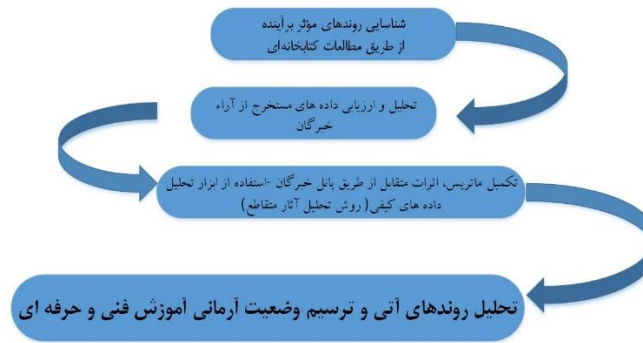 شناسایی روندهای مؤثر برآینده
از طریق مطالعات کتابخانه‌ای
تحلیل و ارزیابی داده های مستخرج از آراء
خبرگان
تکمیل ماتریس، اثرات متقابل از طریق پانل خبرگان -استفاده از ابزار تحلیل
داده های کیفی( روش تحلیل آثار متقاطع)
تحلیل روندهای آتی و ترسیم وضعیت آرمانی آموزش فنی و حرفه ای